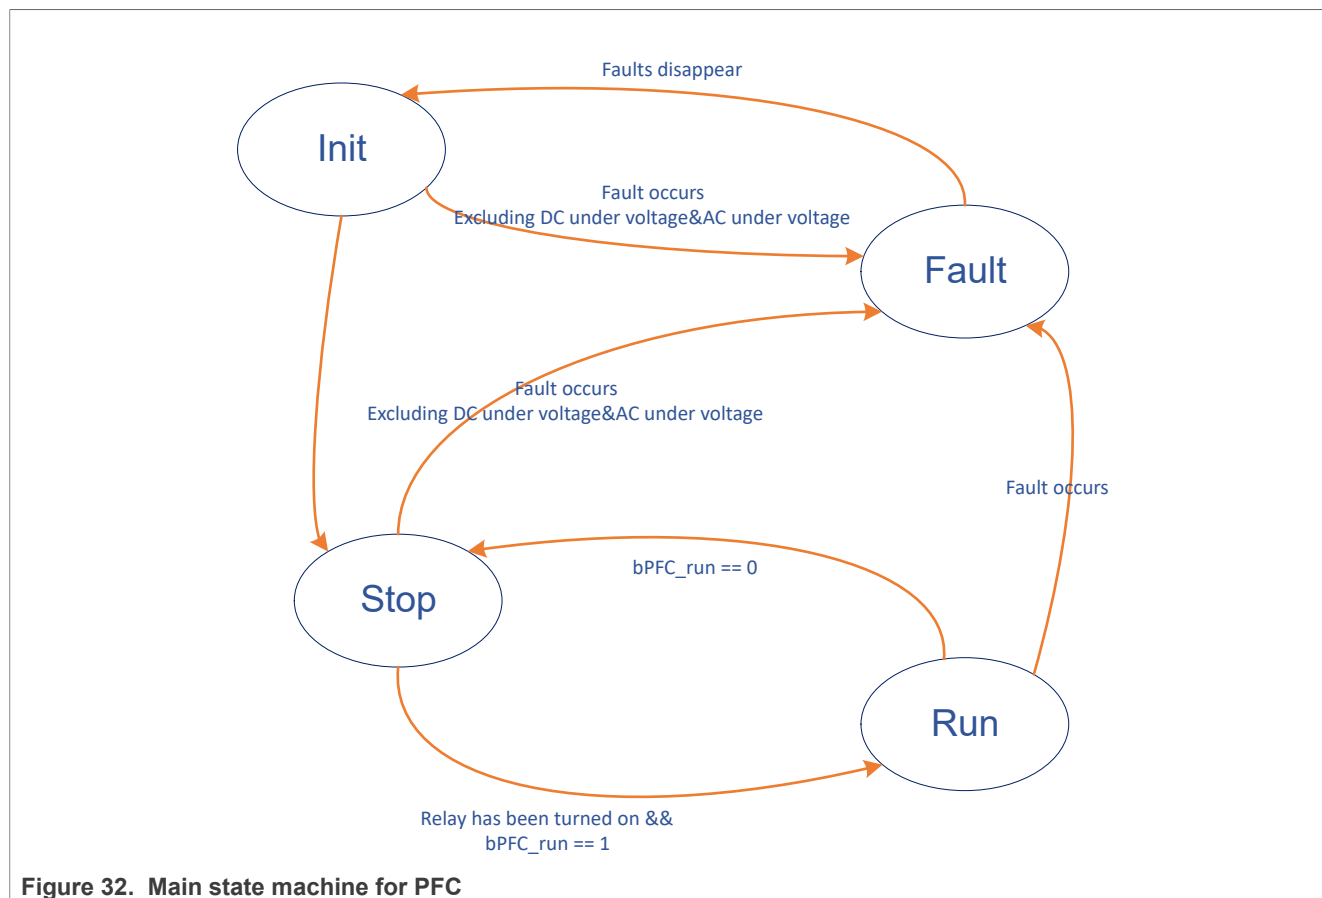 Faults disappear
Init
Fault occurs
Excluding DC under voltage&AC under voltage
Fault
Fault occurs
Excluding DC under voltage&AC under voltage
Fault occurs
bPFC_run == 0
Stop
Run
Relay has been turned on &&
bPFC_run == 1
Figure 32. Main state machine for PFC